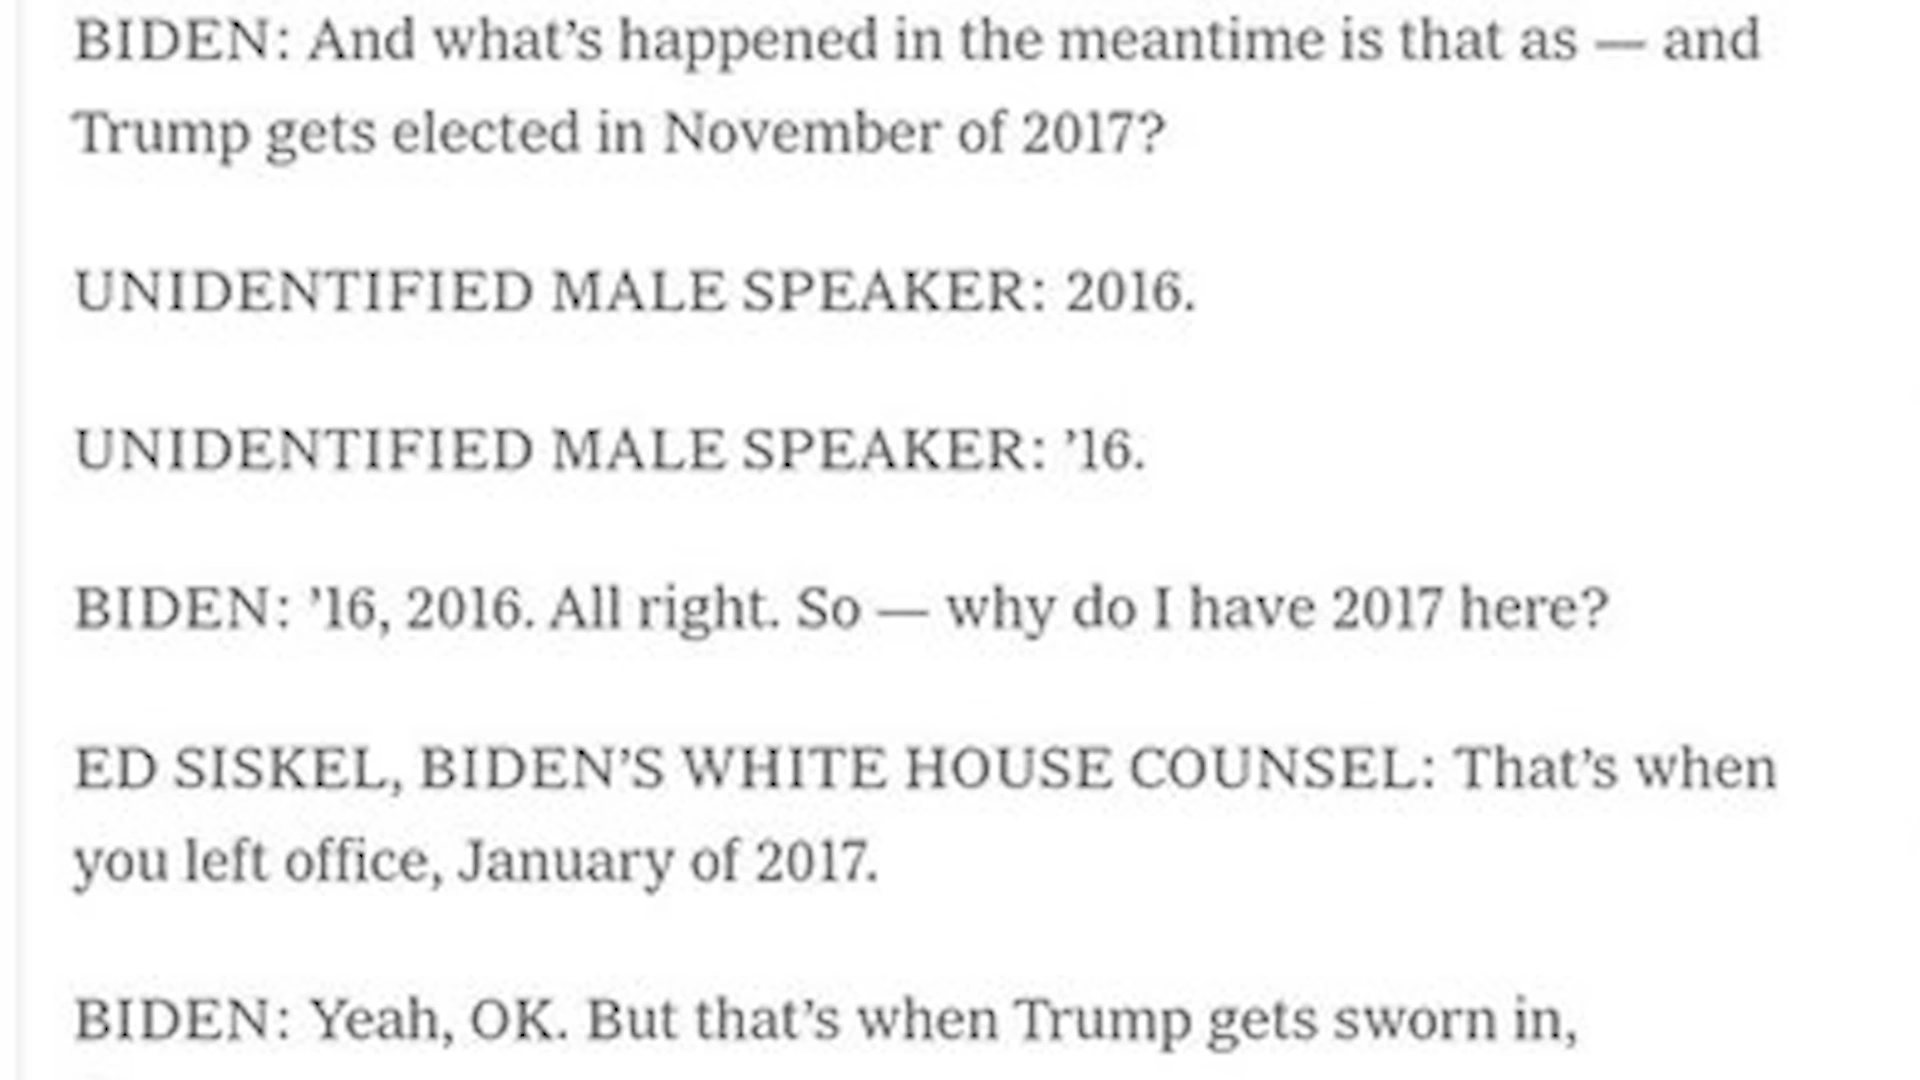 BIDEN: And what’s happened in the meantime is that as — and
Trump gets elected in November of 2017?
UNIDENTIFIED MALE SPEAKER: 2016.
UNIDENTIFIED MALE SPEAKER: ’16.
BIDEN: ’16, 2016. All right. So — why do I have 2017 here?
ED SISKEL, BIDEN’S WHITE HOUSE COUNSEL: That’s when
you left office, January of 2017.
BIDEN: Yeah, OK. But that’s when Trump gets sworn in,